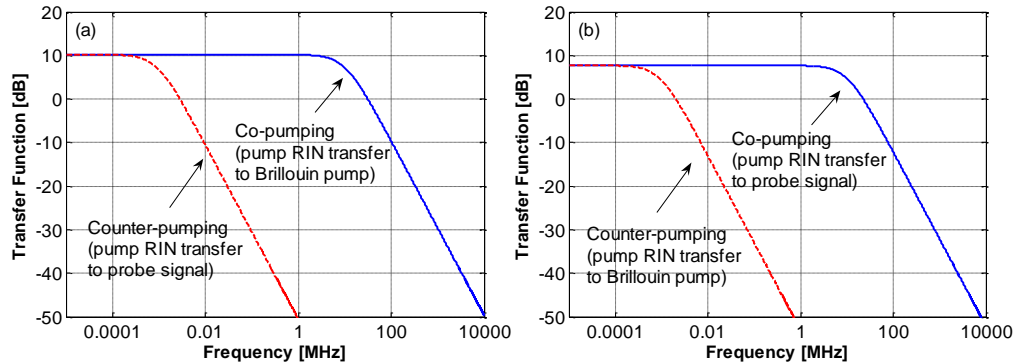 (a)
20
10
0
-10
-20
-30
-40
-50
Transfer Function [dB]
Co-pumping
(pump RIN transfer
to Brillouin pump)
Counter-pumping
(pump RIN transfer
to probe signal)
0.0001
0.01
1
100
10000
Frequency [MHz]
(b)
20
10
0
-10
-20
-30
-40
-50
Transfer Function [dB]
Co-pumping
(pump RIN transfer
to probe signal)
Counter-pumping
(pump RIN transfer
to Brillouin pump)
0.0001
0.01
1
100
10000
Frequency [MHz]